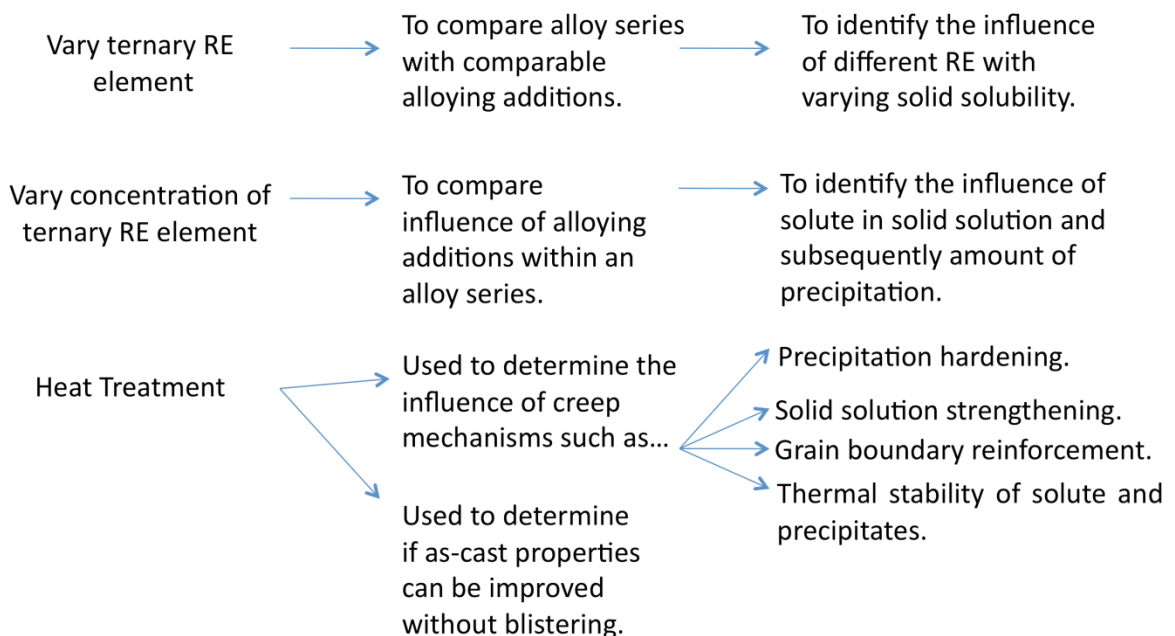 Vary ternary RE
element
To compare alloy series
with comparable
alloying additions.
To identify the influence
of different RE with
varying solid solubility.
Vary concentration of
ternary RE element
To compare
influence of alloying
additions within an
alloy series.
To identify the influence of
solute in solid solution and
subsequently amount of
precipitation.
Heat Treatment
Used to determine the
influence of creep
mechanisms such as...
Precipitation hardening.
Solid solution strengthening.
Grain boundary reinforcement.
Thermal stability of solute and
precipitates.
Used to determine
if as-cast properties
can be improved
without blistering.